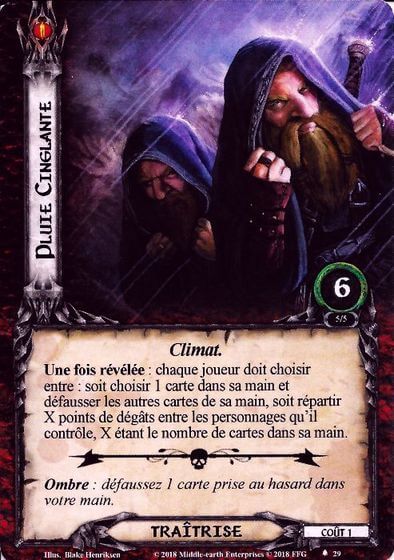 PLUIE CINGLANTE
6
5/5
Climat.
Une fois révélée : chaque joueur doit choisir
entre : soit choisir 1 carte dans sa main et
défausser les autres cartes de sa main, soit répartir
X points de dégâts entre les personnages qu'il
contrôle, X étant le nombre de cartes dans sa main.
Ombre : défaussez 1 carte prise au hasard dans
votre main.
TRAÎTRISE
COÛT 1
Illus. Blake Henriksen © 2018 Middle-earth Enterprises © 2018 FFG 29